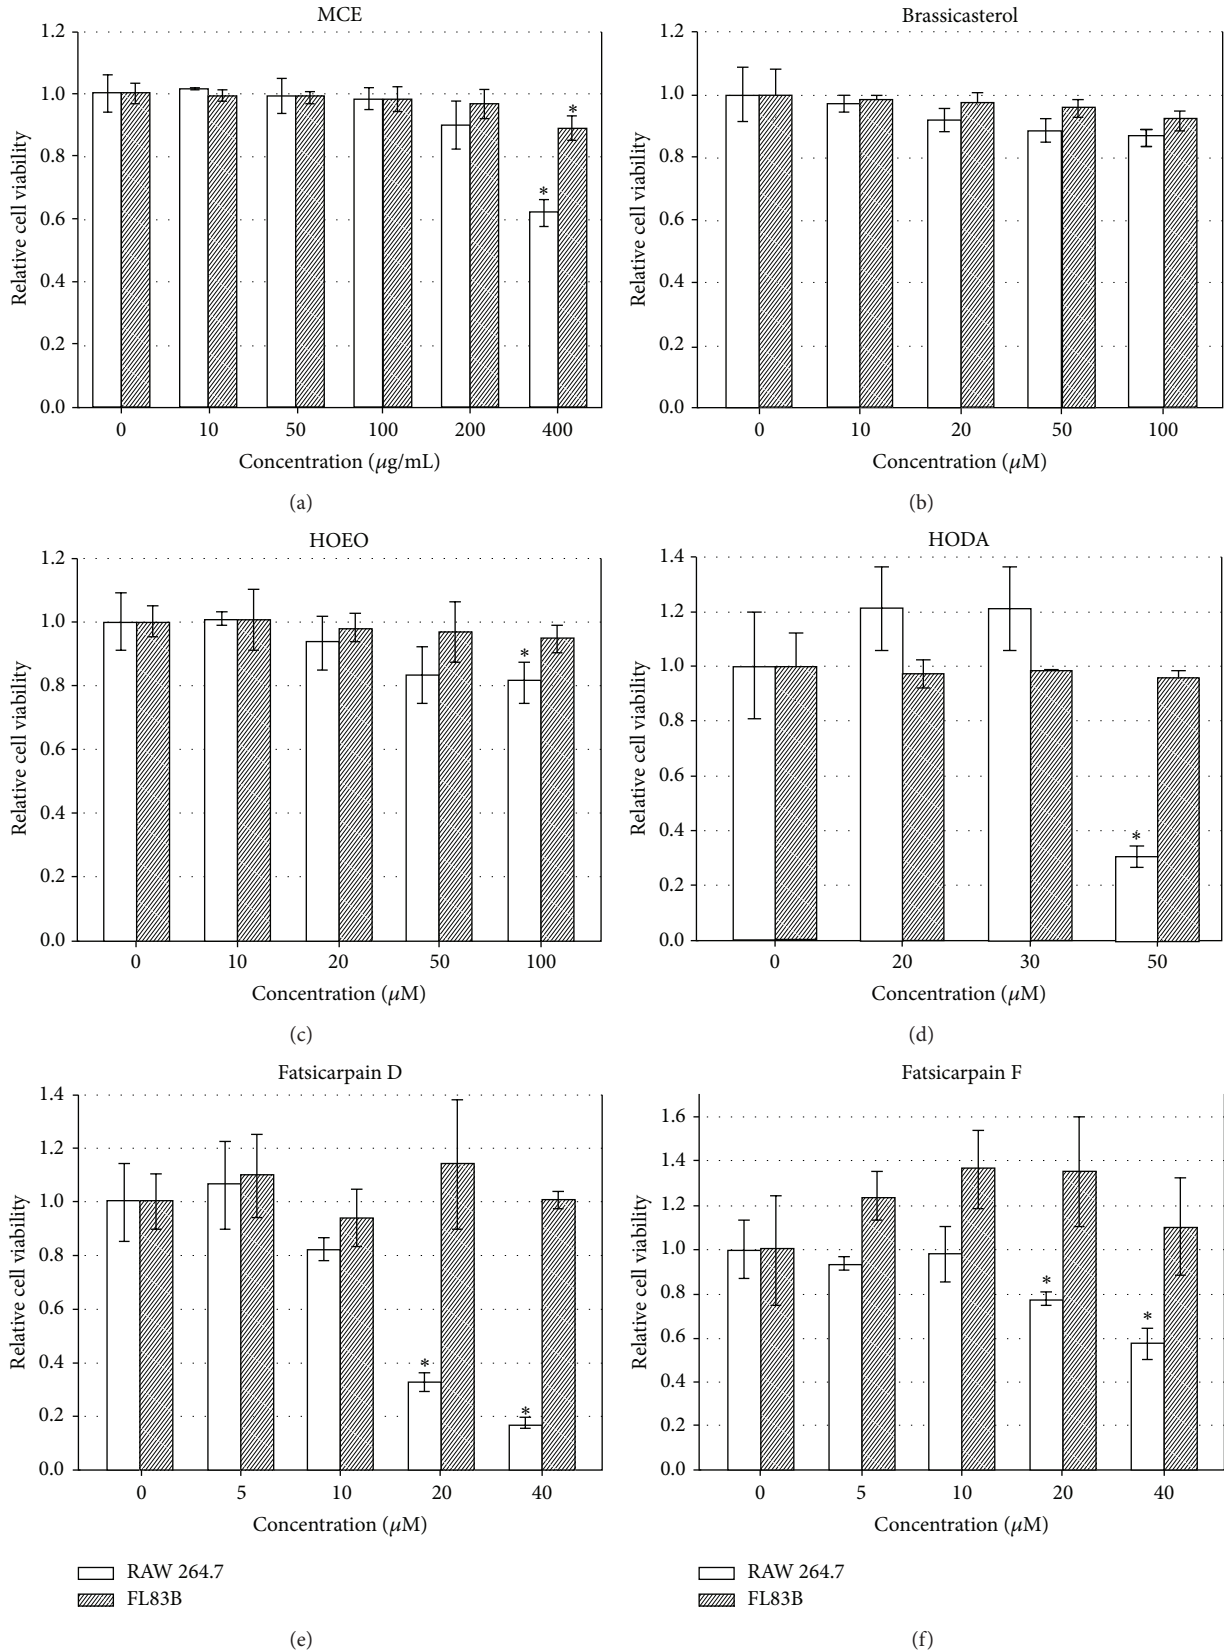 MCE
1.2
1.0
0.8
0.6
0.4
0.2
0.0
Relative cell viability
* *
0 10 50 100 200 400
Concentration (μg/mL)
(a)
Brassicasterol
1.2
1.0
0.8
0.6
0.4
0.2
0.0
Relative cell viability
0 10 20 50 100
Concentration (μM)
(b)
HOEO
1.2
1.0
0.8
0.6
0.4
0.2
0.0
Relative cell viability
*
0 10 20 50 100
Concentration (μM)
(c)
HODA
1.4
1.2
1.0
0.8
0.6
0.4
0.2
0.0
Relative cell viability
*
0 20 30 50
Concentration (μM)
(d)
Fatsicarpain D
1.4
1.2
1.0
0.8
0.6
0.4
0.2
0.0
Relative cell viability
* *
0 5 10 20 40
Concentration (μM)
RAW 264.7
FL83B
(e)
Fatsicarpain F
1.6
1.4
1.2
1.0
0.8
0.6
0.4
0.2
0.0
Relative cell viability
* *
0 5 10 20 40
Concentration (μM)
RAW 264.7
FL83B
(f)